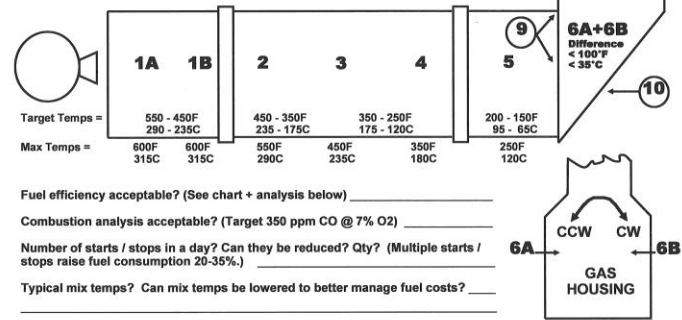 9
6A+6B
Difference
< 100°F
< 35°C
1A 1B 2 3 4 5
10
Target Temps = 550 - 450F 450 - 350F 350 - 250F 200 - 150F
290 - 235C 235 - 175C 175 - 120C 95 - 65C
Max Temps = 600F 600F 550F 450F 350F 250F
315C 315C 290C 235C 180C 120C
Fuel efficiency acceptable? (See chart + analysis below)
Combustion analysis acceptable? (Target 350 ppm CO @ 7% O2)
Number of starts / stops in a day? Can they be reduced? Qty? (Multiple starts /
stops raise fuel consumption 20-35%.)
Typical mix temps? Can mix temps be lowered to better manage fuel costs?
CCW CW
6A 6B
GAS
HOUSING